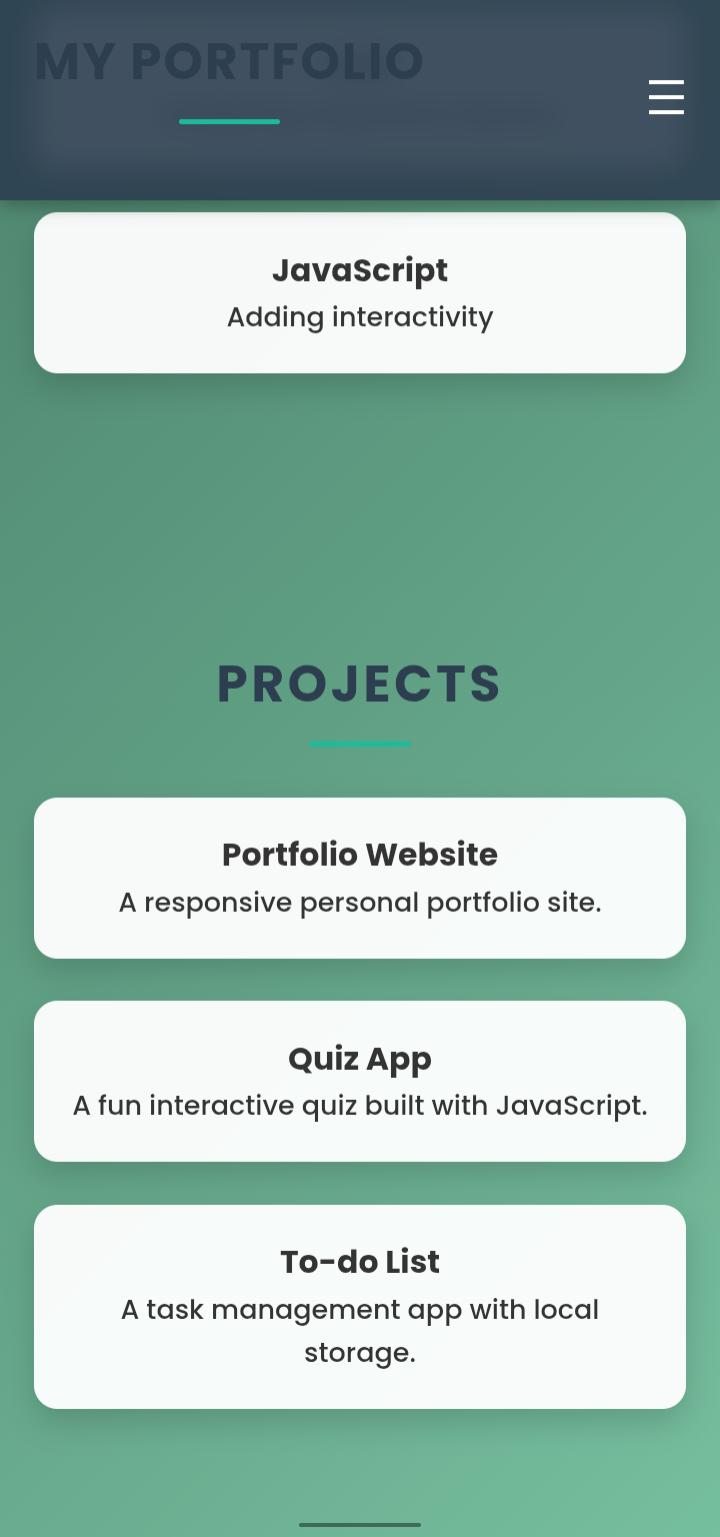 MY PORTFOLIO
JavaScript
Adding interactivity
PROJECTS
Portfolio Website
A responsive personal portfolio site.
Quiz App
A fun interactive quiz built with JavaScript.
To-do List
A task management app with local
storage.